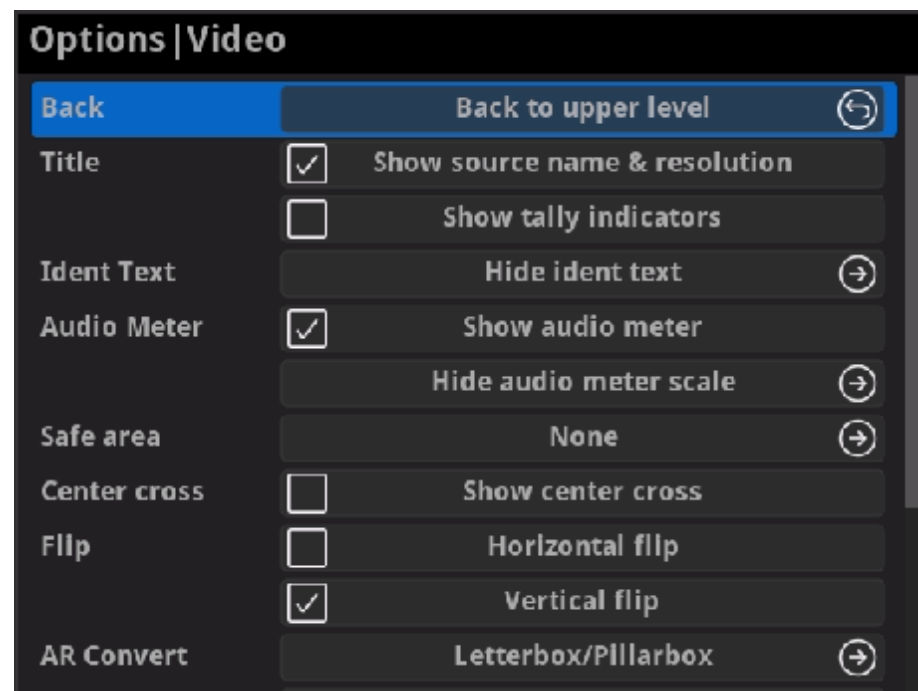 Options|Video
Back Back to upper level
Title Show source name & resolution
Show tally indicators
Ident Text Hide ident text
Audio Meter Show audio meter
Hide audio meter scale
Safe area None
Center cross Show center cross
Flip Horizontal flip
Vertical flip
AR Convert Letterbox/Pillarbox